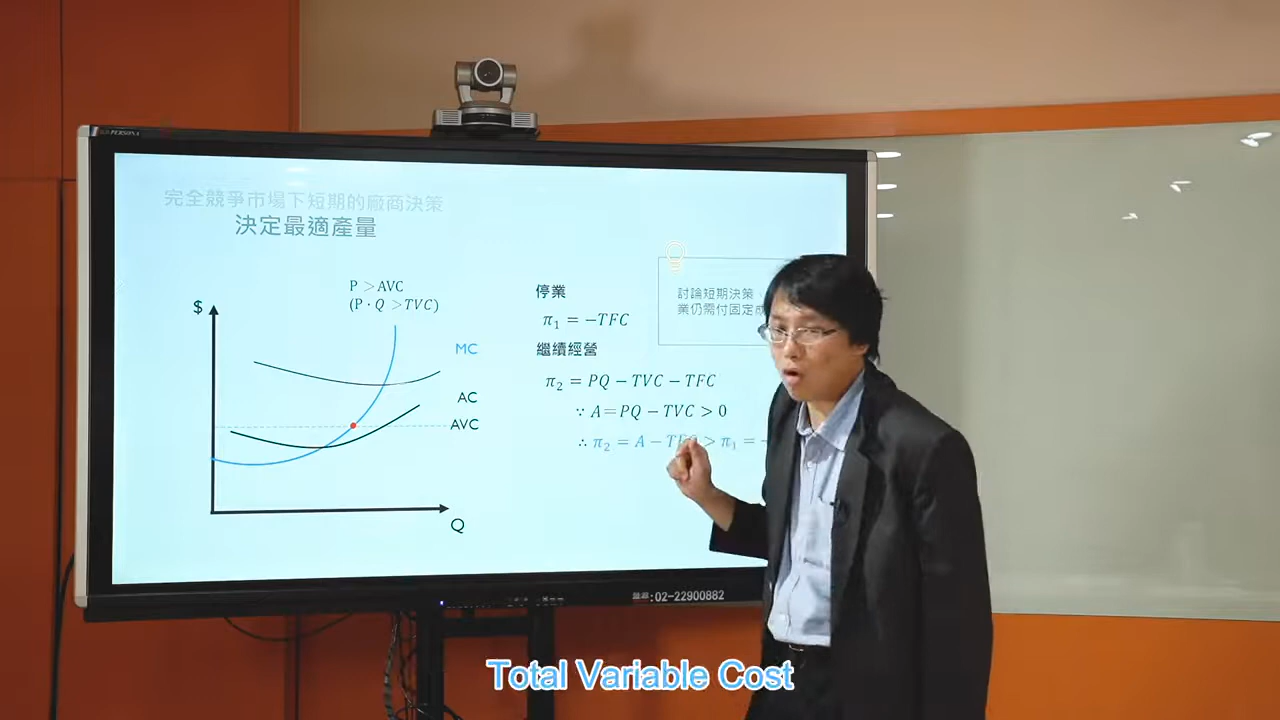 完全競爭市場下短期的廠商決策
決定最適產量
P＞AVC
(P · Q >TVC)
$
MC
AC
AVC
Q
停業
π₁ = −TFC
繼續經營
π₂ = PQ − TVC − TFC
∵ A=PQ − TVC > 0
∴ π₂ = A − TFC > π₁ = −
討論短期決策
業仍需付固定成
:02-22900882
Total Variable Cost